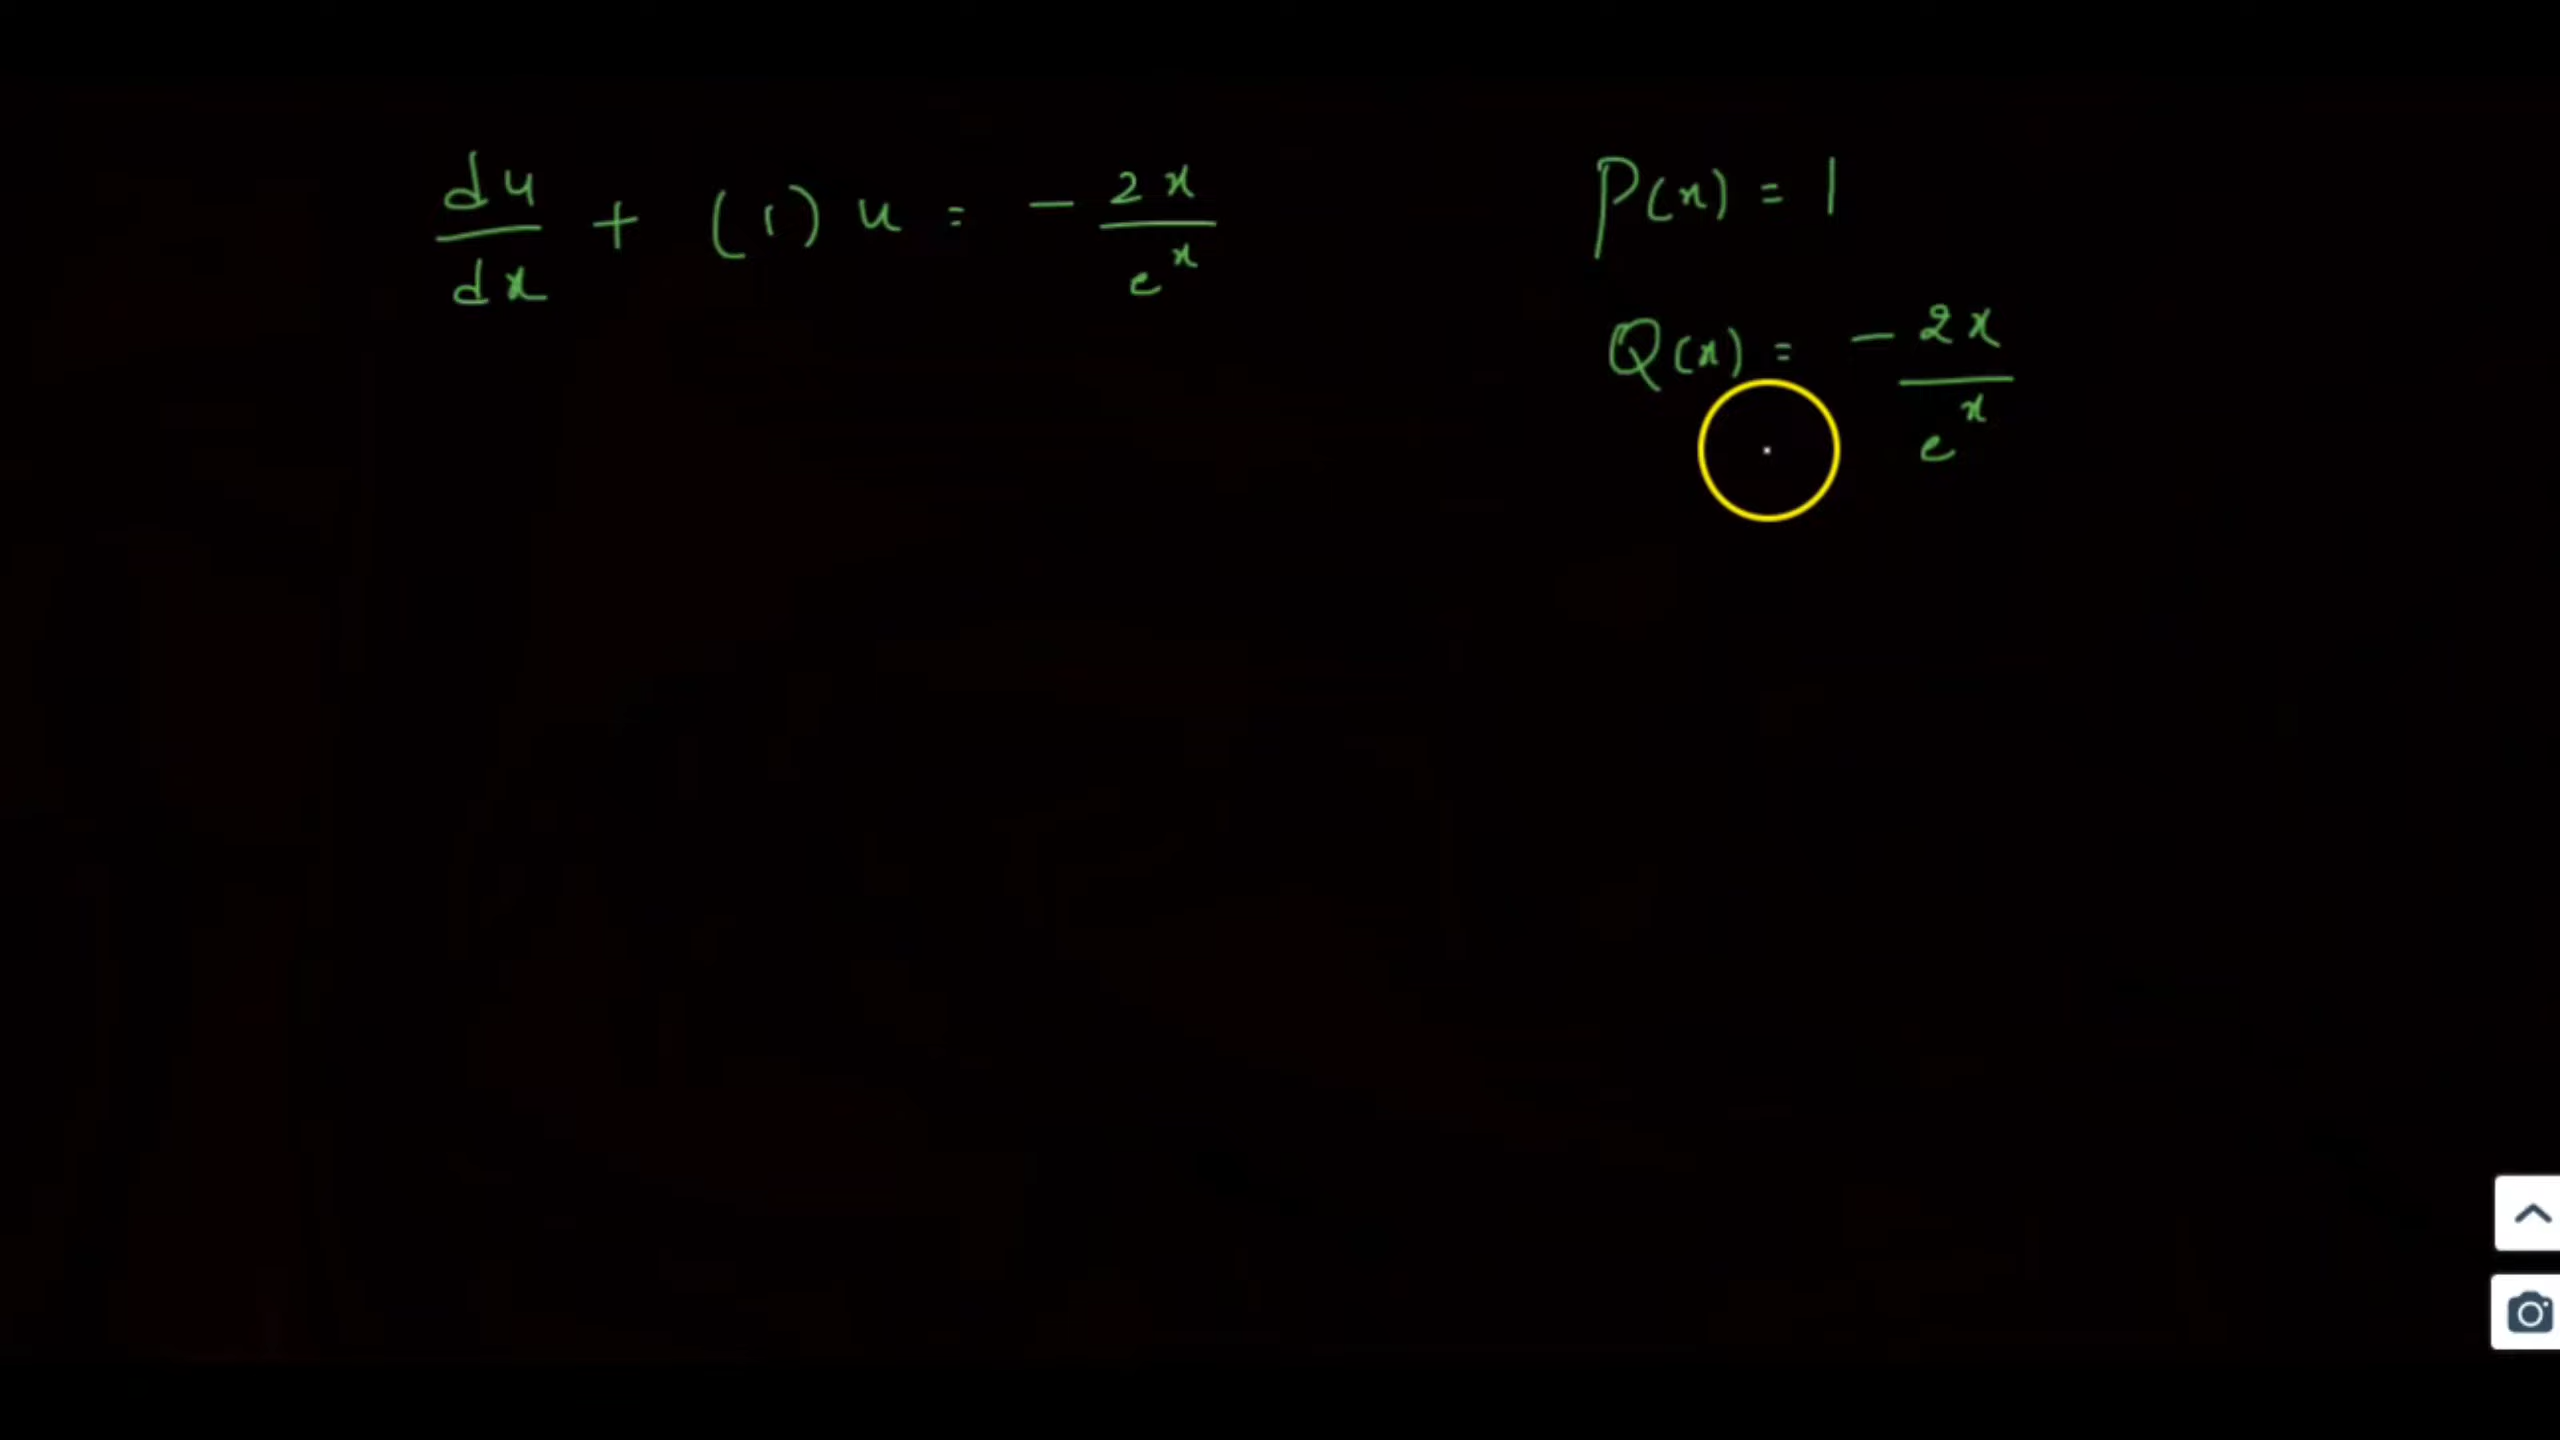 du/dx + (1) u = - 2x/e^x
P(x) = 1
Q(x) = - 2x/e^x